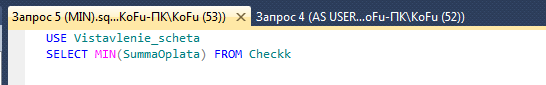 Запрос 5 (MIN).sq...KoFu-ПК\KoFu (53))
Запрос 4 (AS USER...oFu-ПК\KoFu (52))
USE Vistavlenie_scheta
SELECT MIN(SummaOplata) FROM Checkk